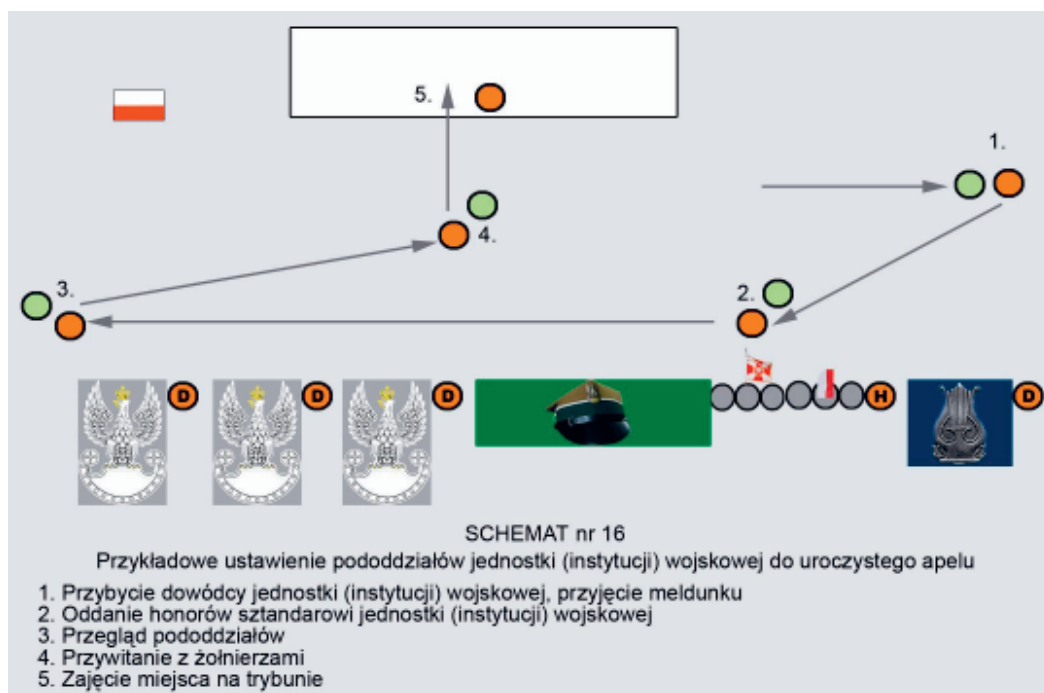 5.
1.
4.
3.
2.
D
D
D
H
D
SCHEMAT nr 16
Przykładowe ustawienie pododdziałów jednostki (instytucji) wojskowej do uroczystego apelu
1. Przybycie dowódcy jednostki (instytucji) wojskowej, przyjęcie meldunku
2. Oddanie honorów sztandarowi jednostki (instytucji) wojskowej
3. Przegląd pododdziałów
4. Przywitanie z żołnierzami
5. Zajęcie miejsca na trybunie